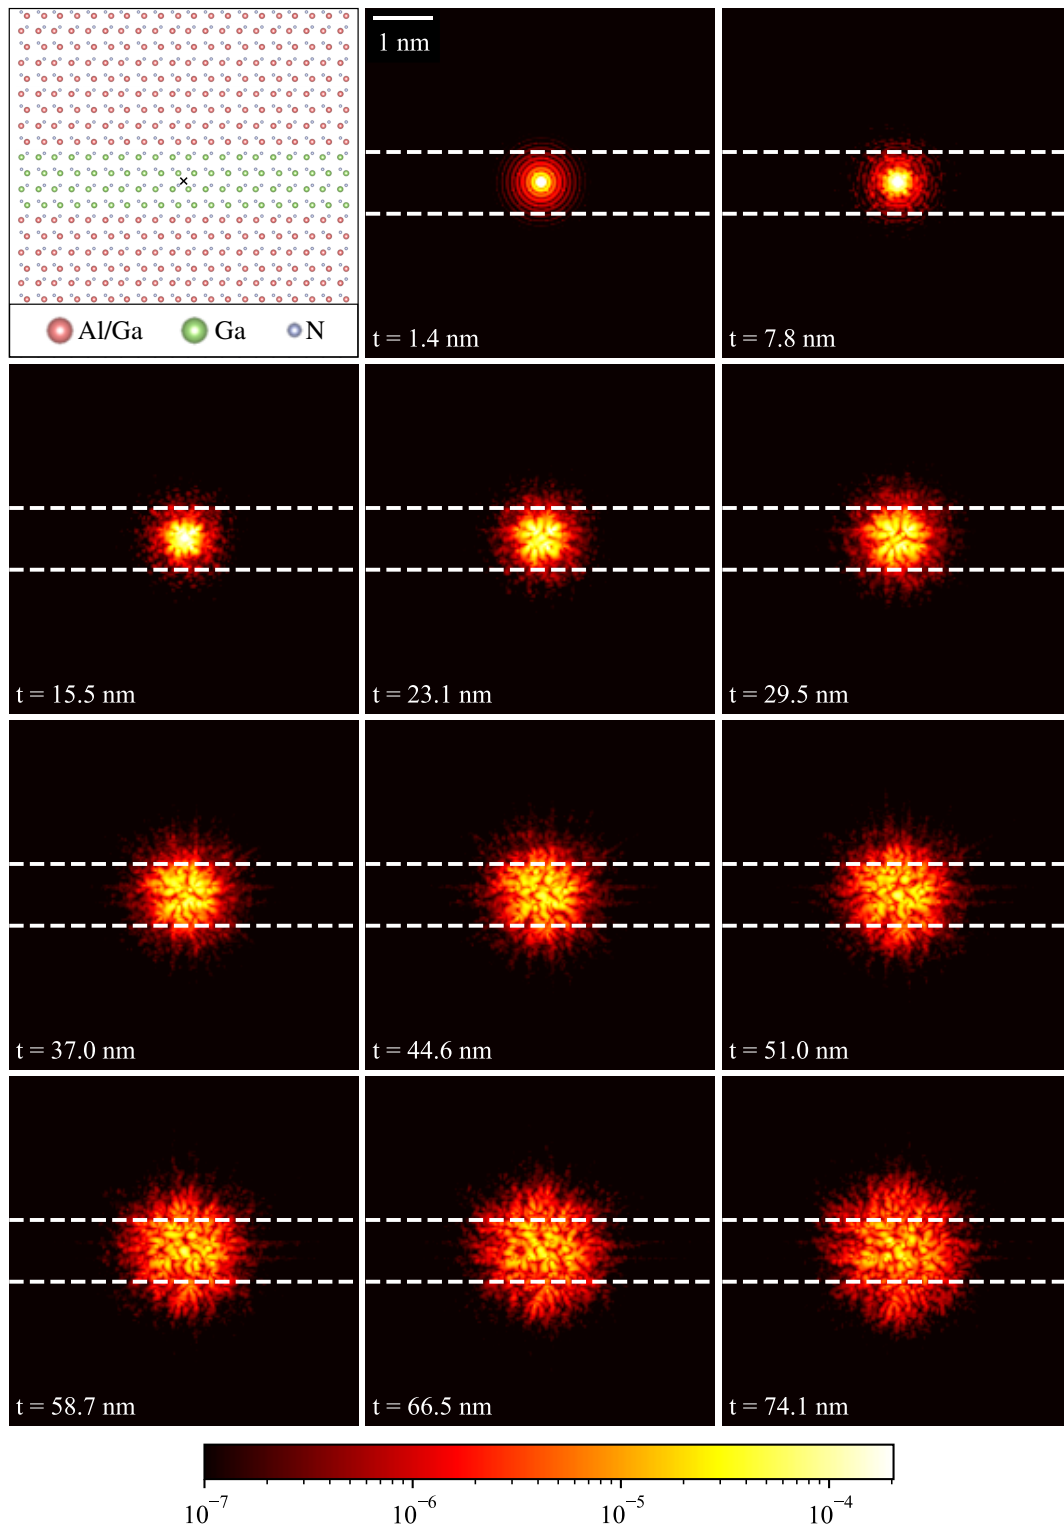 1 nm
Al/Ga Ga N
t = 1.4 nm
t = 7.8 nm
t = 15.5 nm
t = 23.1 nm
t = 29.5 nm
t = 37.0 nm
t = 44.6 nm
t = 51.0 nm
t = 58.7 nm
t = 66.5 nm
t = 74.1 nm
10⁻⁷ 10⁻⁶ 10⁻⁵ 10⁻⁴